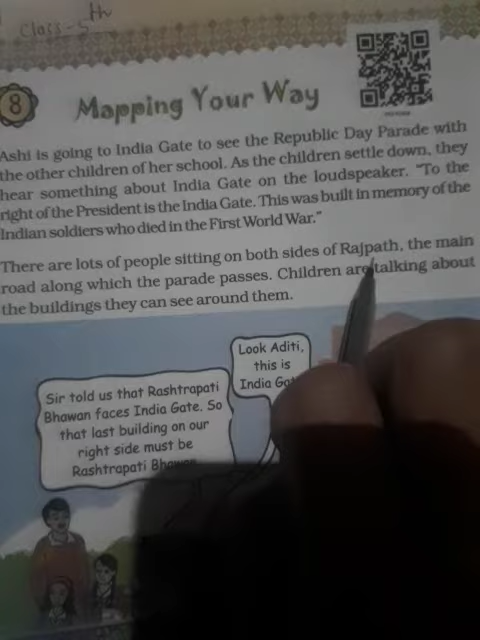 Class-5th
8
Mapping Your Way
Ashi is going to India Gate to see the Republic Day Parade with
the other children of her school. As the children settle down, they
hear something about India Gate on the loudspeaker. "To the
right of the President is the India Gate. This was built in memory of the
Indian soldiers who died in the First World War."
There are lots of people sitting on both sides of Rajpath, the main
road along which the parade passes. Children are talking about
the buildings they can see around them.
Look Aditi,
this is
India
Sir told us that Rashtrapati
Bhawan faces India Gate. So
that last building on our
right side must be
Rashtrapati